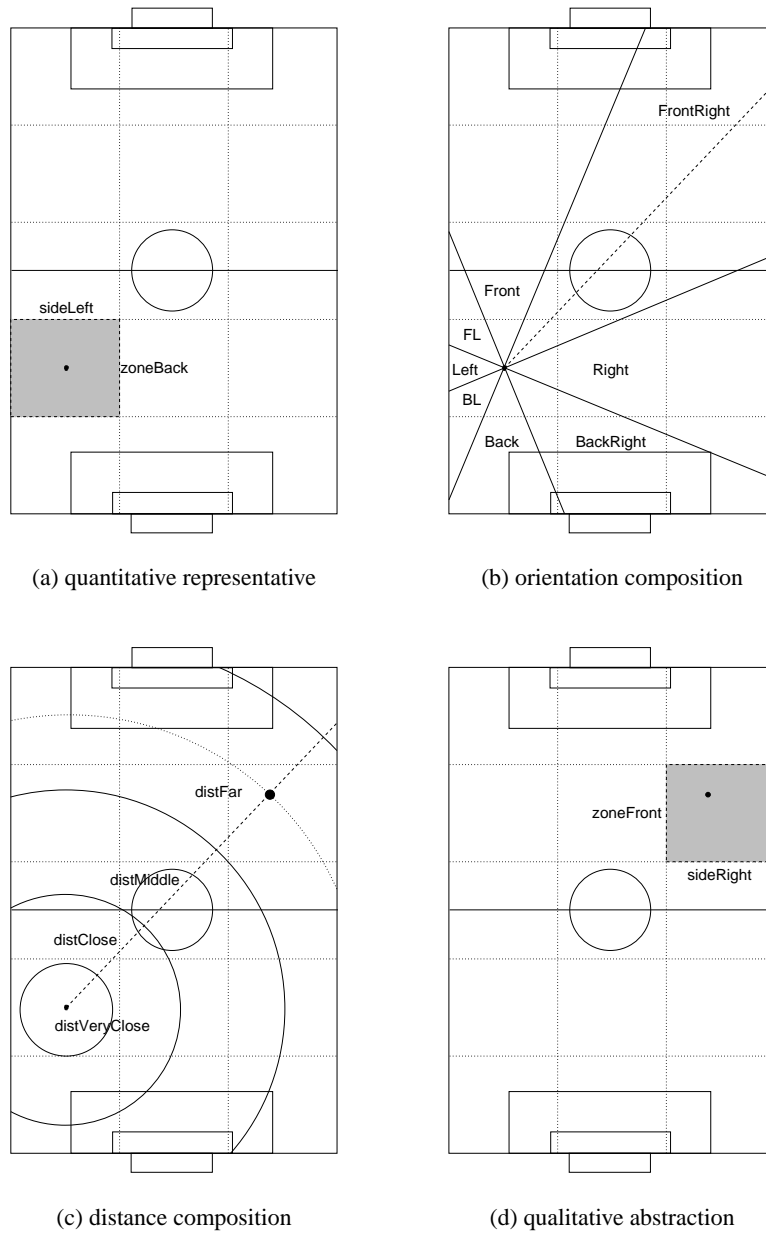 sideLeft
zoneBack
(a) quantitative representative
FrontRight
Front
FL
Left
Right
BL
Back
BackRight
(b) orientation composition
distFar
distMiddle
distClose
distVeryClose
(c) distance composition
zoneFront
sideRight
(d) qualitative abstraction